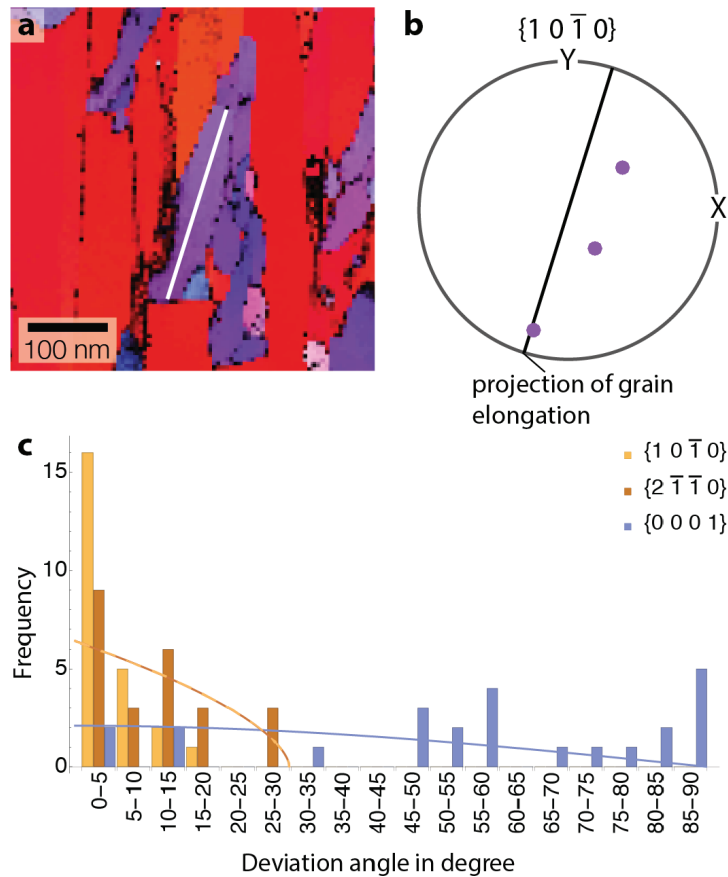 a
100 nm
b
{1 0 1̅ 0}
Y
X
projection of grain
elongation
c
{1 0 1̅ 0}
{2 1̅ 1̅ 0}
{0 0 0 1}
Frequency
15
10
5
0
0–5
5–10
10–15
15–20
20–25
25–30
30–35
35–40
40–45
45–50
50–55
55–60
60–65
65–70
70–75
75–80
80–85
85–90
Deviation angle in degree